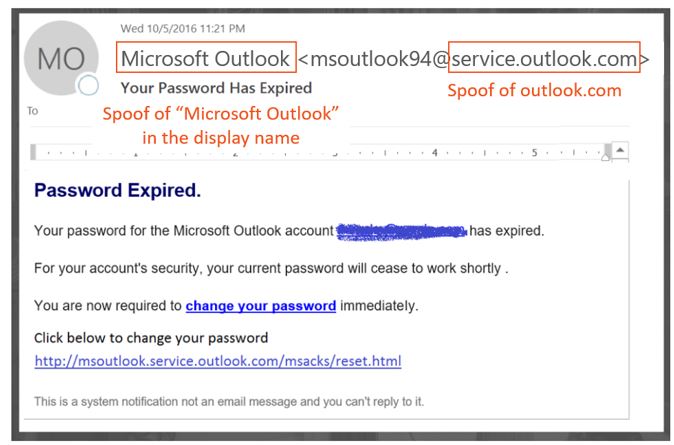 Wed 10/5/2016 11:21 PM
MO
Microsoft Outlook <msoutlook94@service.outlook.com>
Your Password Has Expired
Spoof of outlook.com
To
Spoof of “Microsoft Outlook”
in the display name
1 2 3 4 5
Password Expired.
Your password for the Microsoft Outlook account has expired.
For your account's security, your current password will cease to work shortly .
You are now required to change your password immediately.
Click below to change your password
http://msoutlook.service.outlook.com/msacks/reset.html
This is a system notification not an email message and you can't reply to it.